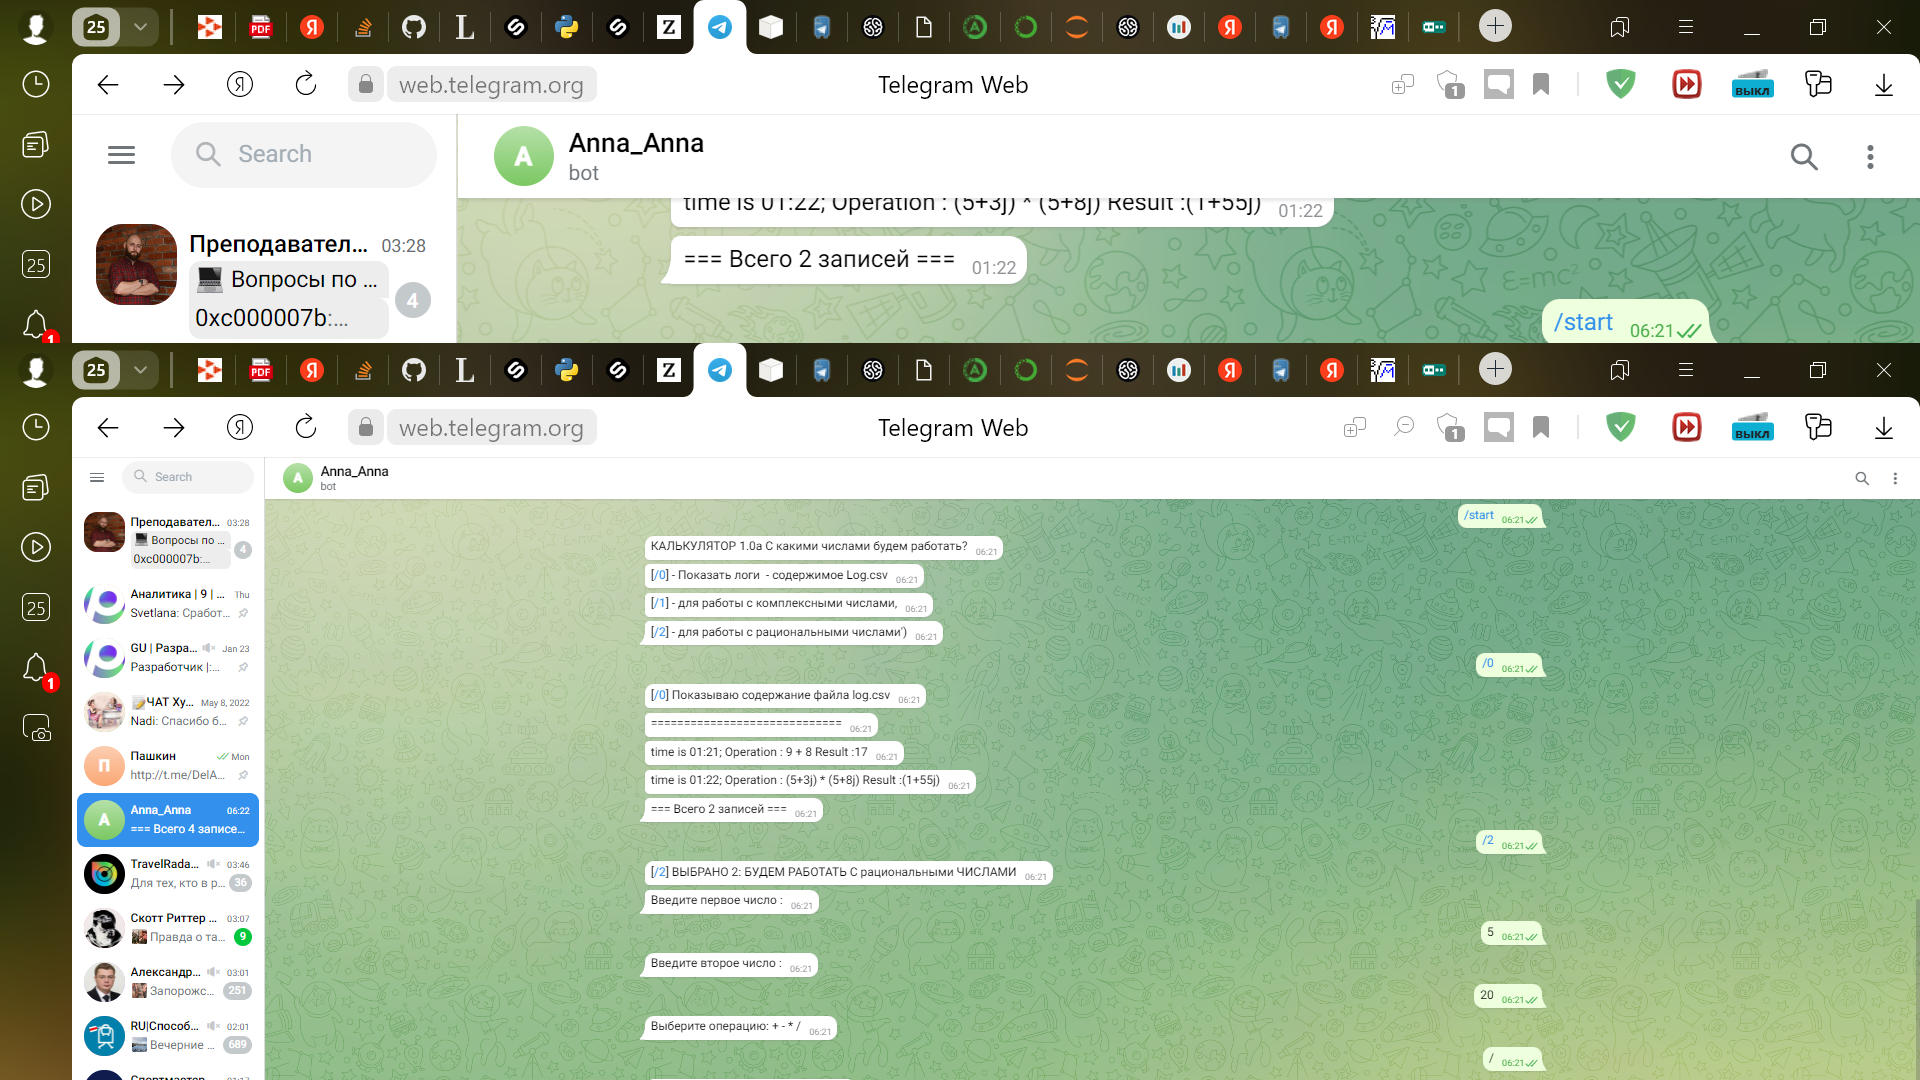 25
web.telegram.org
Telegram Web
1
выкл
Search
Anna_Anna
bot
Преподавател... 03:28
Вопросы по ...
0xc000007b:...
4
25
1
time is 01:22; Operation : (5+3j) * (5+8j) Result :(1+55j) 01:22
=== Всего 2 записей === 01:22
/start 06:21
25
web.telegram.org
Telegram Web
1
выкл
Search
Anna_Anna
bot
25
1
Преподавател... 03:28
Вопросы по ...
0xc000007b:...
4
Аналитика | 9 | ... Thu
Svetlana: Сработ...
GU | Разра... Jan 23
Разработчик |:...
ЧАТ Ху... May 8, 2022
Nadi: Спасибо б...
Пашкин Mon
http://t.me/DelA...
Anna_Anna 06:22
=== Всего 4 записе...
TravelRada... 03:46
Для тех, кто в р... 36
Скотт Риттер ... 03:07
Правда о та... 9
Александр... 03:01
Запорожс... 251
RU|Способ... 02:01
Вечерние ... 689
/start 06:21
КАЛЬКУЛЯТОР 1.0a С какими числами будем работать? 06:21
[/0] - Показать логи - содержимое Log.csv 06:21
[/1] - для работы с комплексными числами, 06:21
[/2] - для работы с рациональными числами') 06:21
/0 06:21
[/0] Показываю содержание файла log.csv 06:21
============================= 06:21
time is 01:21; Operation : 9 + 8 Result :17 06:21
time is 01:22; Operation : (5+3j) * (5+8j) Result :(1+55j) 06:21
=== Всего 2 записей === 06:21
/2 06:21
[/2] ВЫБРАНО 2: БУДЕМ РАБОТАТЬ С рациональными ЧИСЛАМИ 06:21
Введите первое число : 06:21
5 06:21
Введите второе число : 06:21
20 06:21
Выберите операцию: + - * / 06:21
/ 06:21